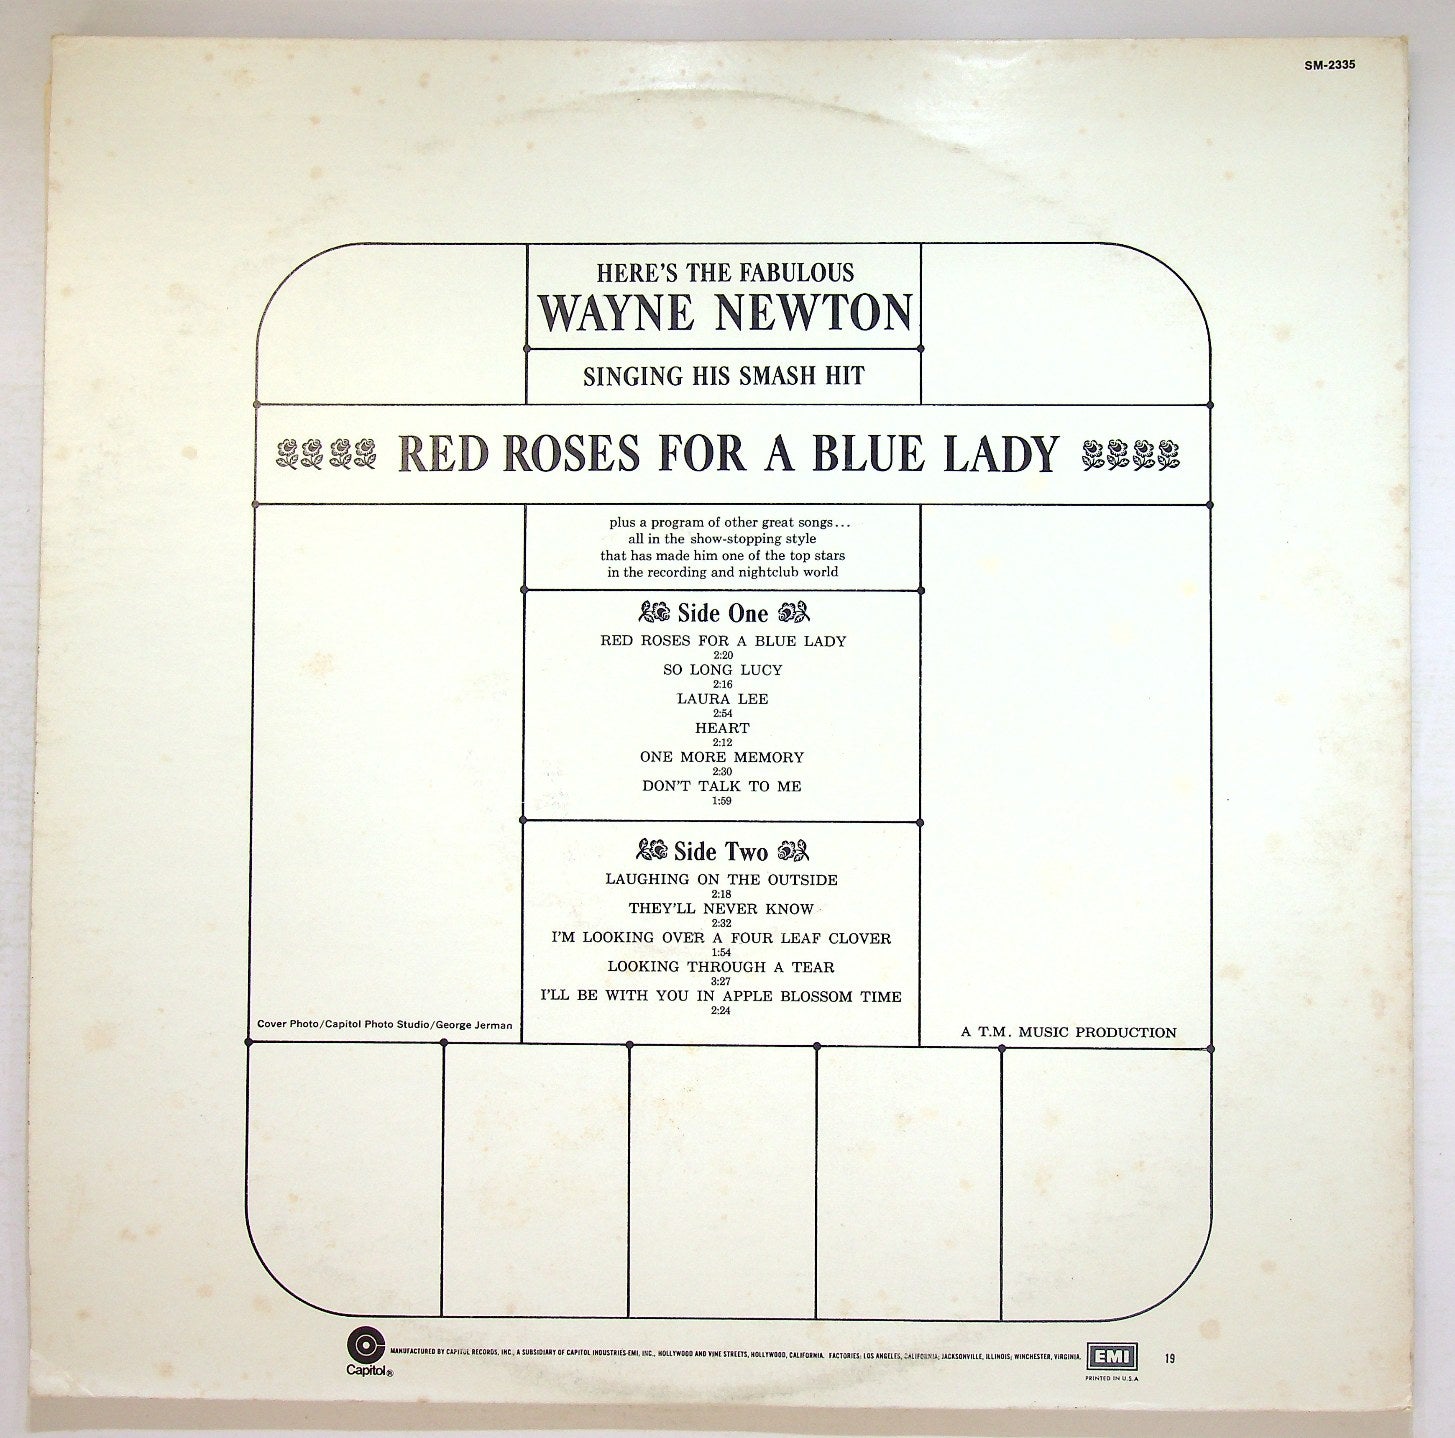 SM-2335
HERE'S THE FABULOUS
WAYNE NEWTON
SINGING HIS SMASH HIT
RED ROSES FOR A BLUE LADY
plus a program of other great songs...
all in the show-stopping style
that has made him one of the top stars
in the recording and nightclub world
Side One
RED ROSES FOR A BLUE LADY
2:20
SO LONG LUCY
2:16
LAURA LEE
2:54
HEART
2:12
ONE MORE MEMORY
2:30
DON'T TALK TO ME
1:59
Side Two
LAUGHING ON THE OUTSIDE
2:18
THEY'LL NEVER KNOW
2:32
I'M LOOKING OVER A FOUR LEAF CLOVER
1:54
LOOKING THROUGH A TEAR
3:27
I'LL BE WITH YOU IN APPLE BLOSSOM TIME
2:24
Cover Photo/Capitol Photo Studio/George Jerman
A T.M. MUSIC PRODUCTION
Capitol®
MANUFACTURED BY CAPITOL RECORDS, INC., A SUBSIDIARY OF CAPITOL INDUSTRIES-EMI, INC., HOLLYWOOD AND VINE STREETS, HOLLYWOOD, CALIFORNIA. FACTORIES: LOS ANGELES, CALIFORNIA; JACKSONVILLE, ILLINOIS; WINCHESTER, VIRGINIA.
EMI
PRINTED IN U.S.A
19